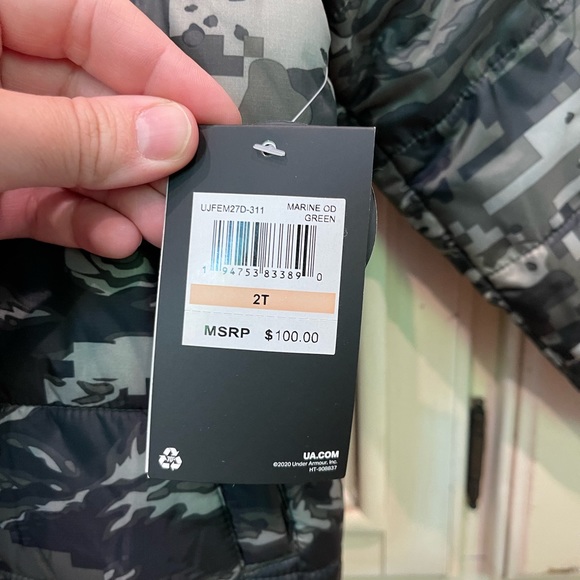 UJFEM27D-311
MARINE OD
GREEN
1 94753 83389 0
2T
MSRP $100.00
UA.COM
©2020 Under Armour, Inc.
HT-908637